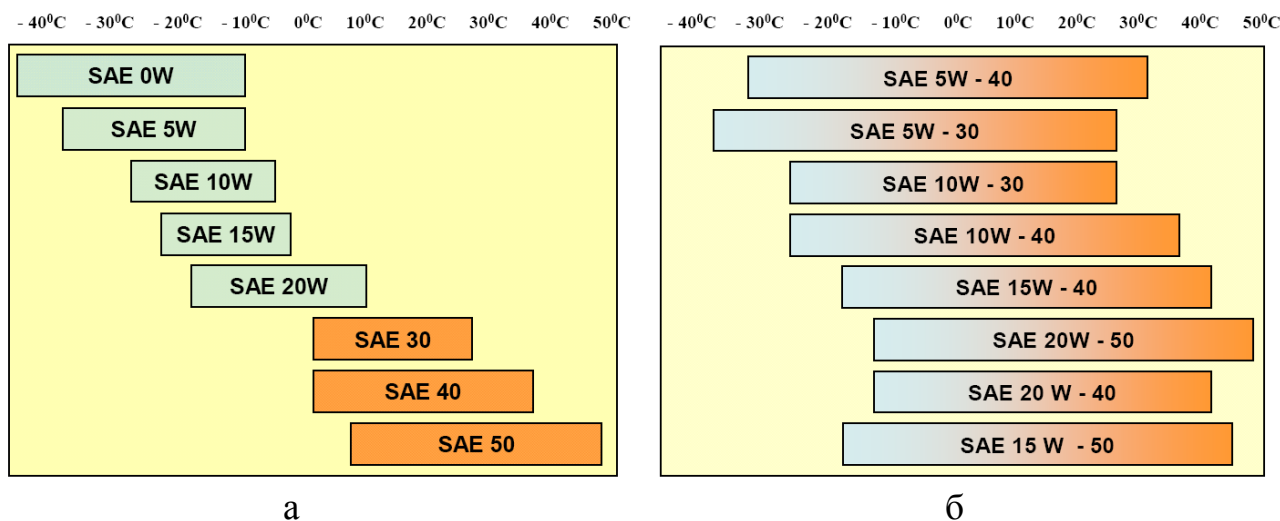 - 40⁰C - 30⁰C - 20⁰C - 10⁰C 0⁰C 10⁰C 20⁰C 30⁰C 40⁰C 50⁰C
SAE 0W
SAE 5W
SAE 10W
SAE 15W
SAE 20W
SAE 30
SAE 40
SAE 50
а
- 40⁰C - 30⁰C - 20⁰C - 10⁰C 0⁰C 10⁰C 20⁰C 30⁰C 40⁰C 50⁰C
SAE 5W - 40
SAE 5W - 30
SAE 10W - 30
SAE 10W - 40
SAE 15W - 40
SAE 20W - 50
SAE 20 W - 40
SAE 15 W - 50
б